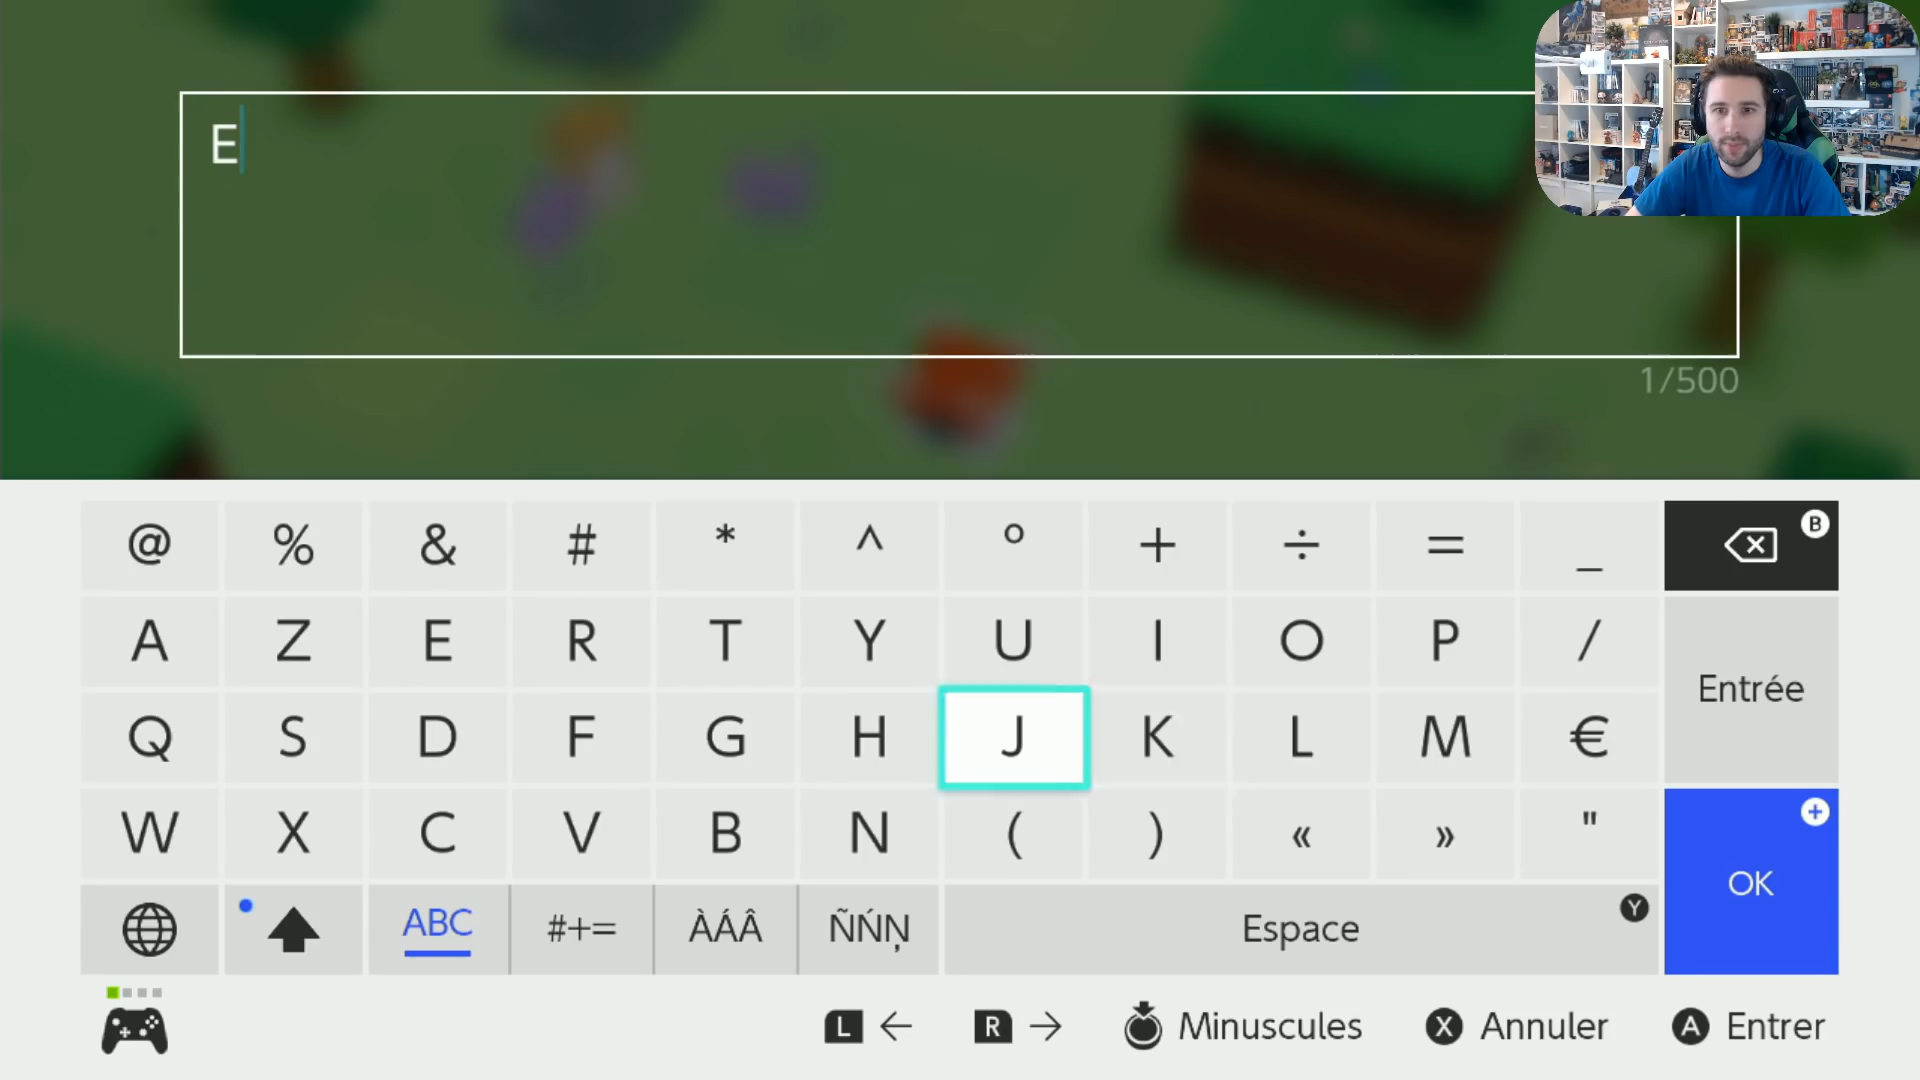 E
1/500
@ % & # * ^ ° + ÷ = _ B
A Z E R T Y U I O P / Entrée
Q S D F G H J K L M €
W X C V B N ( ) « » " +
ABC #+= ÀÁÂ ÑŃŅ Espace Y OK
L ← R → Minuscules X Annuler A Entrer